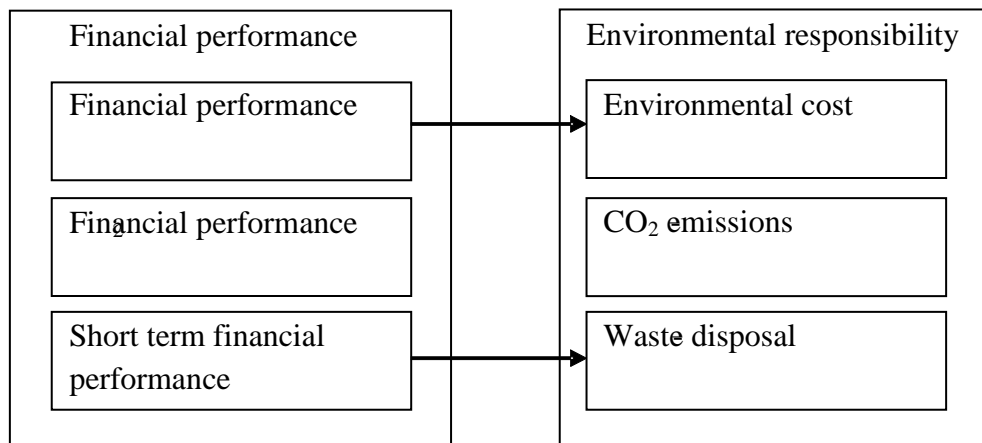 Financial performance
Financial performance
Financial performance
Short term financial
performance
Environmental responsibility
Environmental cost
CO₂ emissions
Waste disposal